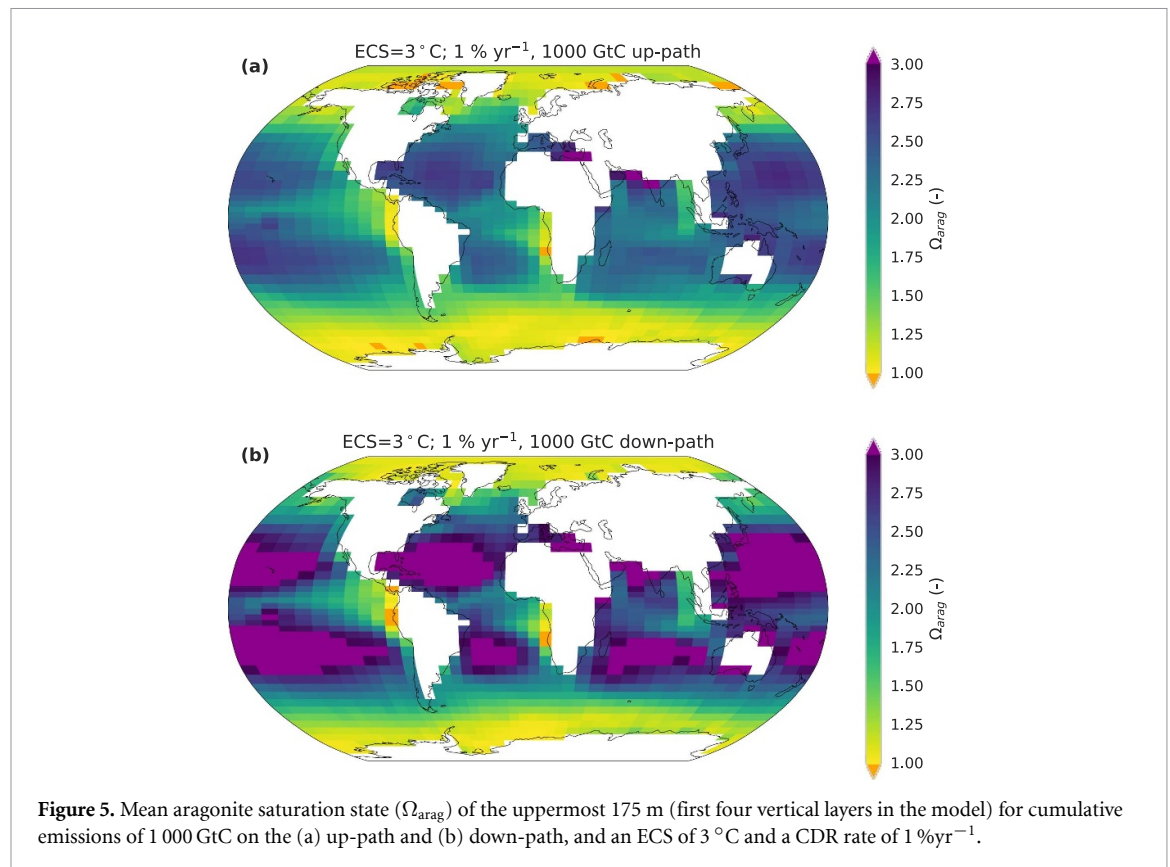 ECS=3°C; 1 % yr⁻¹, 1000 GtC up-path
(a)
3.00
2.75
2.50
2.25
2.00
1.75
1.50
1.25
1.00
Ωarag (-)
ECS=3°C; 1 % yr⁻¹, 1000 GtC down-path
(b)
3.00
2.75
2.50
2.25
2.00
1.75
1.50
1.25
1.00
Ωarag (-)
Figure 5. Mean aragonite saturation state (Ωarag) of the uppermost 175 m (first four vertical layers in the model) for cumulative
emissions of 1 000 GtC on the (a) up-path and (b) down-path, and an ECS of 3 °C and a CDR rate of 1 %yr⁻¹.